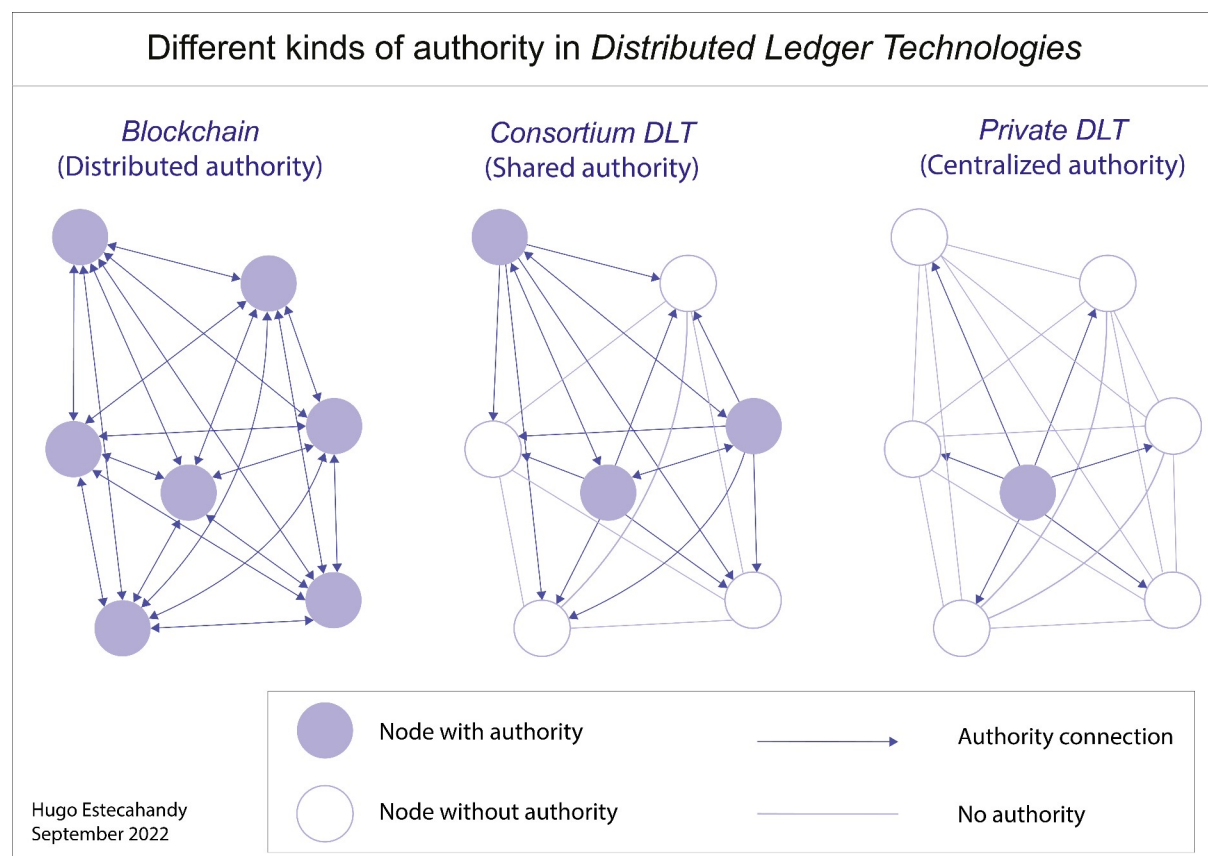 Different kinds of authority in Distributed Ledger Technologies
Blockchain
(Distributed authority)
Consortium DLT
(Shared authority)
Private DLT
(Centralized authority)
Node with authority
Authority connection
Node without authority
No authority
Hugo Estecahandy
September 2022